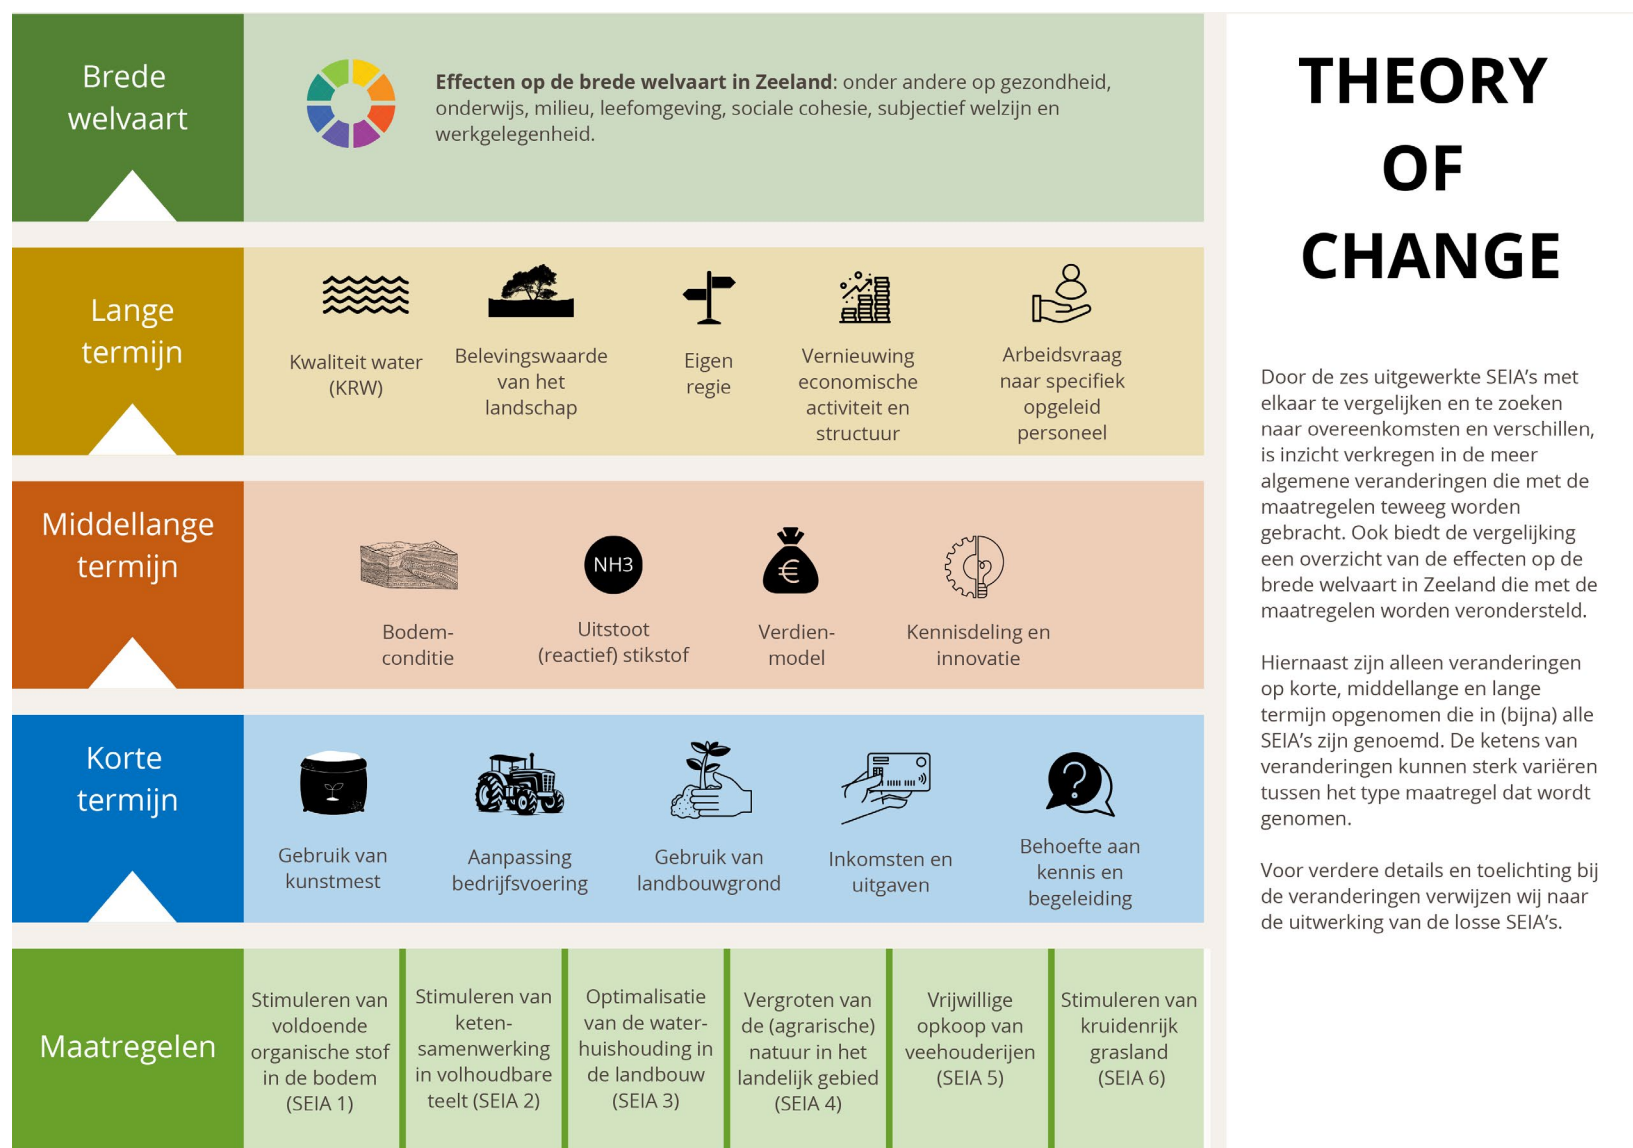 Brede
welvaart
Effecten op de brede welvaart in Zeeland: onder andere op gezondheid,
onderwijs, milieu, leefomgeving, sociale cohesie, subjectief welzijn en
werkgelegenheid.
Lange
termijn
Kwaliteit water
(KRW)
Belevingswaarde
van het
landschap
Eigen
regie
Vernieuwing
economische
activiteit en
structuur
Arbeidsvraag
naar specifiek
opgeleid
personeel
Middellange
termijn
Bodem-
conditie
NH3
Uitstoot
(reactief) stikstof
€
Verdien-
model
Kennisdeling en
innovatie
Korte
termijn
Gebruik van
kunstmest
Aanpassing
bedrijfsvoering
Gebruik van
landbouwgrond
Inkomsten en
uitgaven
?
Behoefte aan
kennis en
begeleiding
Maatregelen
Stimuleren van
voldoende
organische stof
in de bodem
(SEIA 1)
Stimuleren van
keten-
samenwerking
in volhoudbare
teelt (SEIA 2)
Optimalisatie
van de water-
huishouding in
de landbouw
(SEIA 3)
Vergroten van
de (agrarische)
natuur in het
landelijk gebied
(SEIA 4)
Vrijwillige
opkoop van
veehouderijen
(SEIA 5)
Stimuleren van
kruidenrijk
grasland
(SEIA 6)
THEORY
OF
CHANGE
Door de zes uitgewerkte SEIA’s met
elkaar te vergelijken en te zoeken
naar overeenkomsten en verschillen,
is inzicht verkregen in de meer
algemene veranderingen die met de
maatregelen teweeg worden
gebracht. Ook biedt de vergelijking
een overzicht van de effecten op de
brede welvaart in Zeeland die met de
maatregelen worden verondersteld.
Hiernaast zijn alleen veranderingen
op korte, middellange en lange
termijn opgenomen die in (bijna) alle
SEIA’s zijn genoemd. De ketens van
veranderingen kunnen sterk variëren
tussen het type maatregel dat wordt
genomen.
Voor verdere details en toelichting bij
de veranderingen verwijzen wij naar
de uitwerking van de losse SEIA’s.